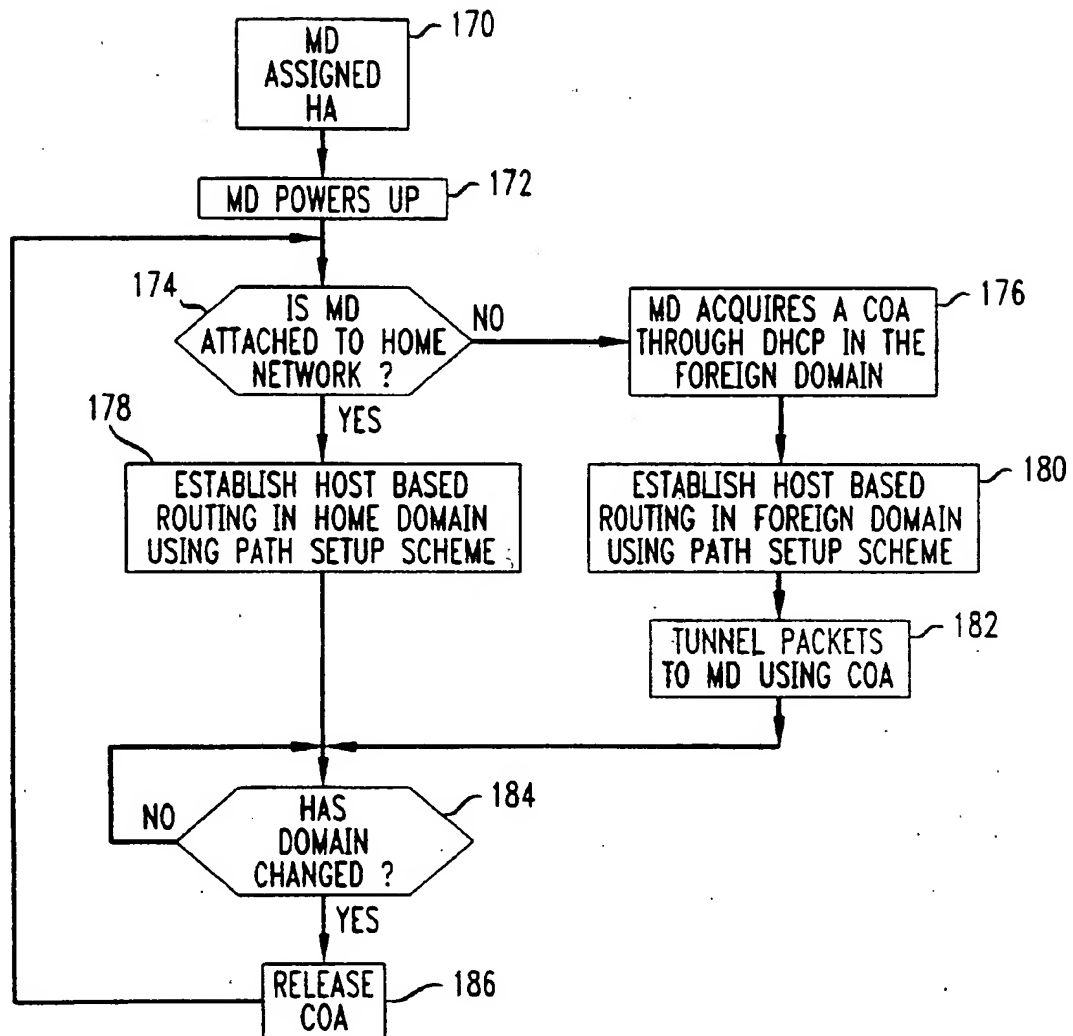 170
MD
ASSIGNED
HA
172
MD POWERS UP
174
IS MD
ATTACHED TO HOME
NETWORK ?
NO
YES
176
MD ACQUIRES A COA
THROUGH DHCP IN THE
FOREIGN DOMAIN
178
ESTABLISH HOST BASED
ROUTING IN HOME DOMAIN
USING PATH SETUP SCHEME
180
ESTABLISH HOST BASED
ROUTING IN FOREIGN DOMAIN
USING PATH SETUP SCHEME
182
TUNNEL PACKETS
TO MD USING COA
184
HAS
DOMAIN
CHANGED ?
NO
YES
RELEASE
COA
186